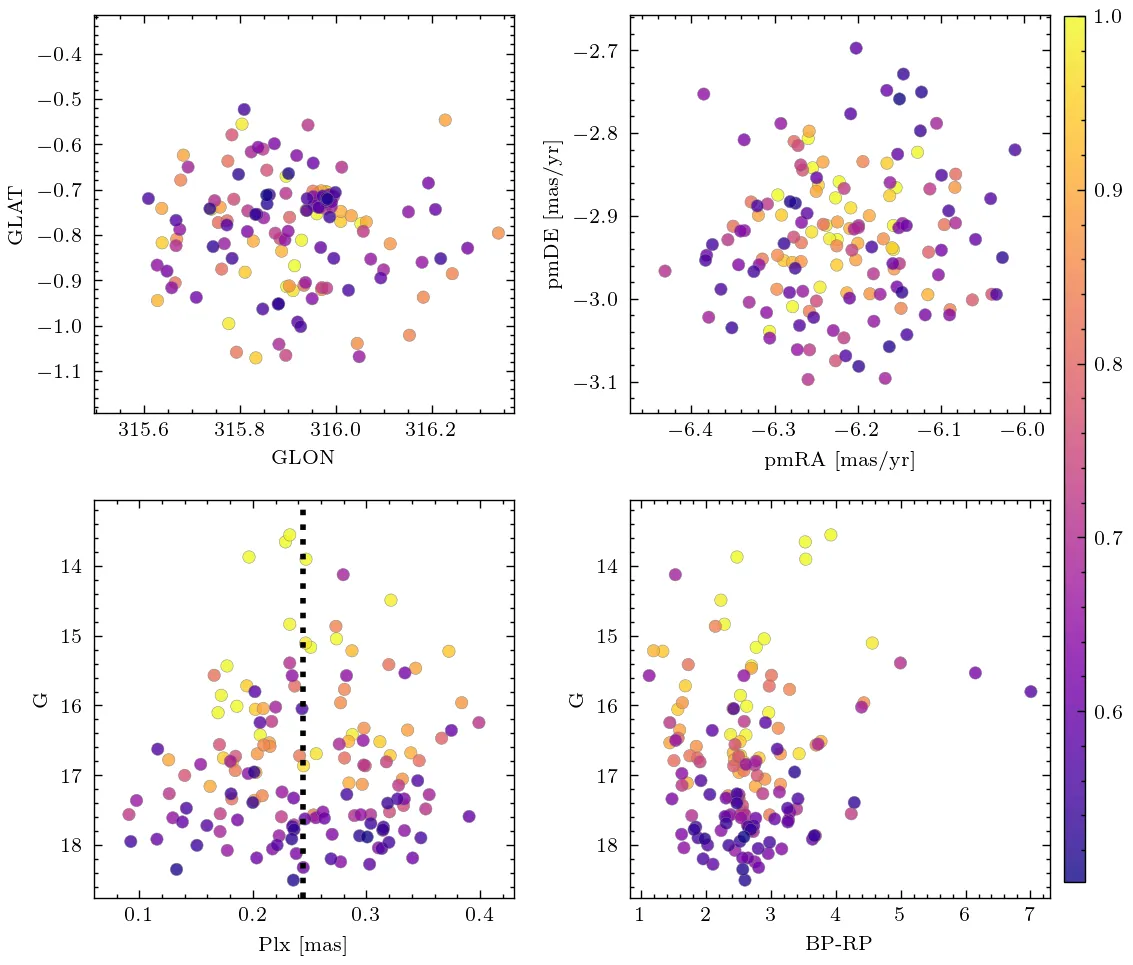 GLAT
−0.4
−0.5
−0.6
−0.7
−0.8
−0.9
−1.0
−1.1
315.6 315.8 316.0 316.2
GLON
pmDE [mas/yr]
−2.7
−2.8
−2.9
−3.0
−3.1
−6.4 −6.3 −6.2 −6.1 −6.0
pmRA [mas/yr]
1.0
0.9
0.8
0.7
0.6
G
14
15
16
17
18
0.1 0.2 0.3 0.4
Plx [mas]
G
14
15
16
17
18
1 2 3 4 5 6 7
BP-RP